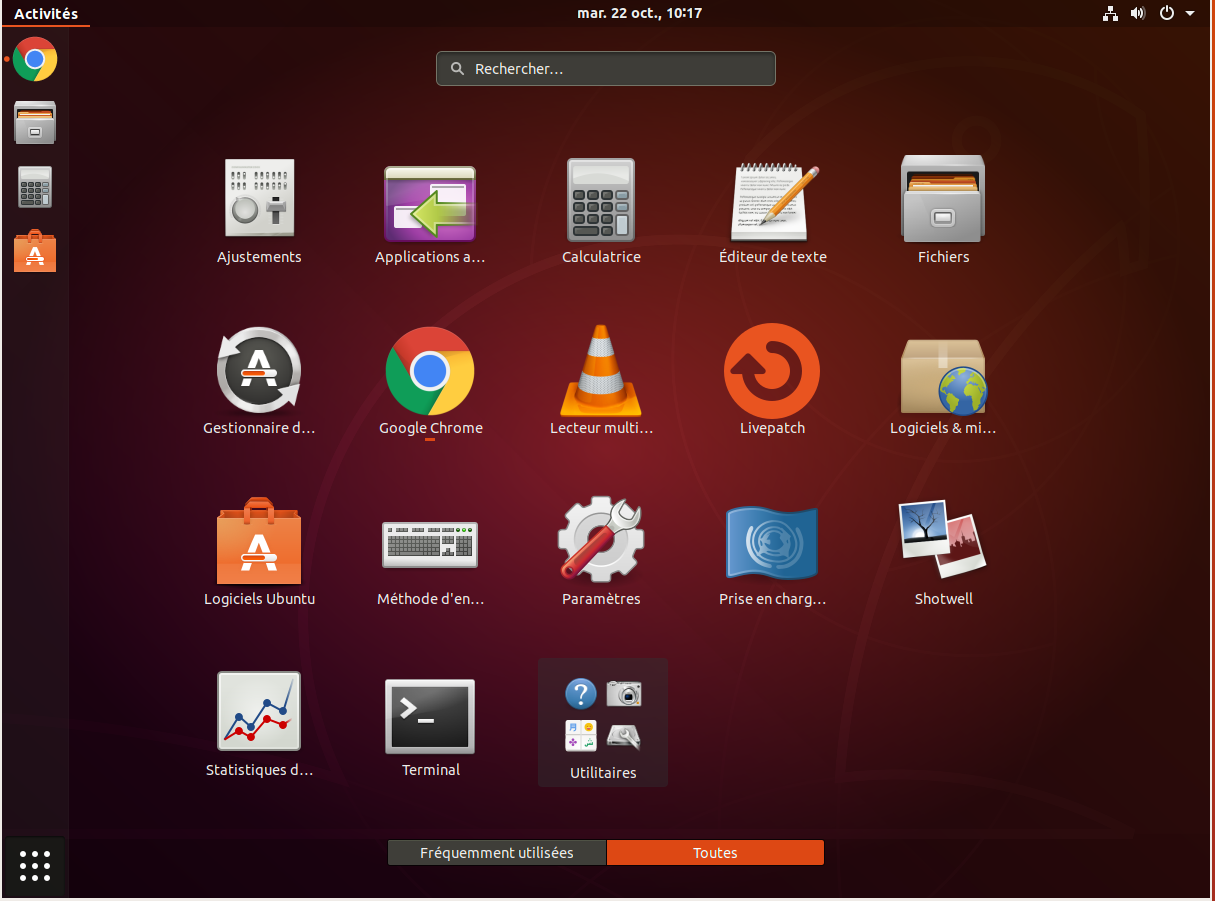 Activités
mar. 22 oct., 10:17
Rechercher...
Ajustements
Applications a...
Calculatrice
Éditeur de texte
Fichiers
Gestionnaire d...
Google Chrome
Lecteur multi...
Livepatch
Logiciels & mi...
Logiciels Ubuntu
Méthode d'en...
Paramètres
Prise en charg...
Shotwell
Statistiques d...
Terminal
Utilitaires
Fréquemment utilisées
Toutes